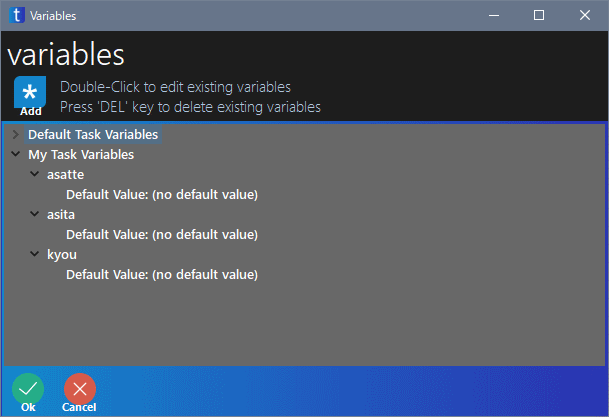 t Variables
variables
* Add
Double-Click to edit existing variables
Press 'DEL' key to delete existing variables
Default Task Variables
My Task Variables
asatte
Default Value: (no default value)
asita
Default Value: (no default value)
kyou
Default Value: (no default value)
Ok
Cancel